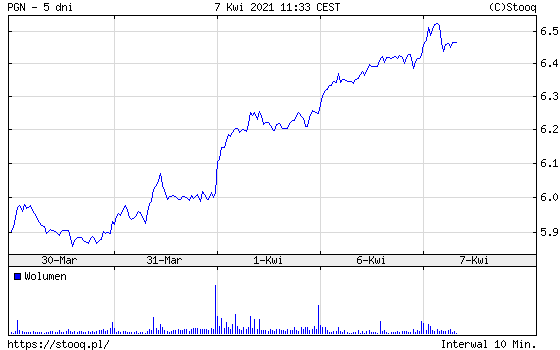 PGN - 5 dni 7 Kwi 2021 11:33 CEST (C)Stooq
6.5
6.4
6.3
6.2
6.1
6.0
5.9
30-Mar 31-Mar 1-Kwi 6-Kwi 7-Kwi
Wolumen
https://stooq.pl/ Interwal 10 Min.